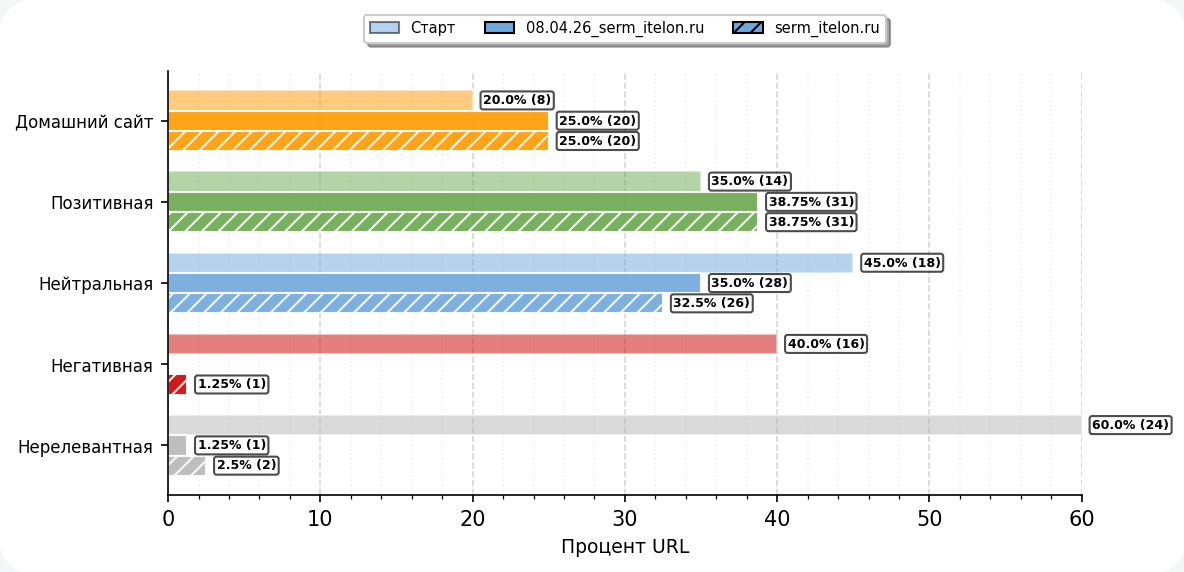 Старт 08.04.26_serm_itelon.ru serm_itelon.ru
20.0% (8)
Домашний сайт 25.0% (20)
25.0% (20)
35.0% (14)
Позитивная 38.75% (31)
38.75% (31)
45.0% (18)
Нейтральная 35.0% (28)
32.5% (26)
40.0% (16)
Негативная
1.25% (1)
60.0% (24)
Нерелевантная 1.25% (1)
2.5% (2)
0 10 20 30 40 50 60
Процент URL